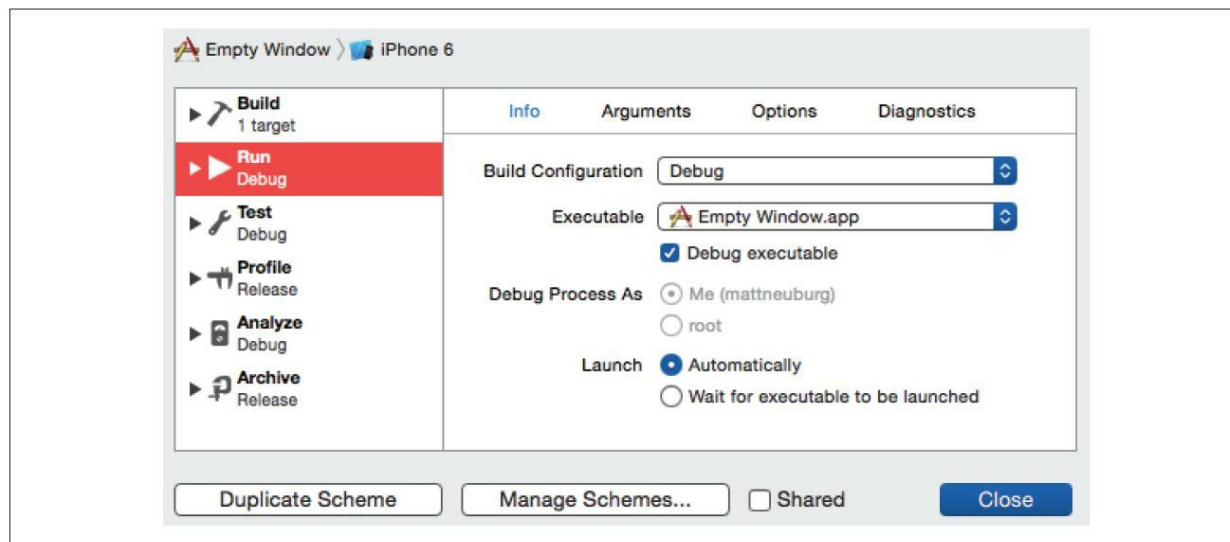 Empty Window 〉 iPhone 6
Build
1 target
Run
Debug
Test
Debug
Profile
Release
Analyze
Debug
Archive
Release
Info Arguments Options Diagnostics
Build Configuration Debug
Executable Empty Window.app
Debug executable
Debug Process As Me (mattneuburg)
root
Launch Automatically
Wait for executable to be launched
Duplicate Scheme Manage Schemes... Shared Close